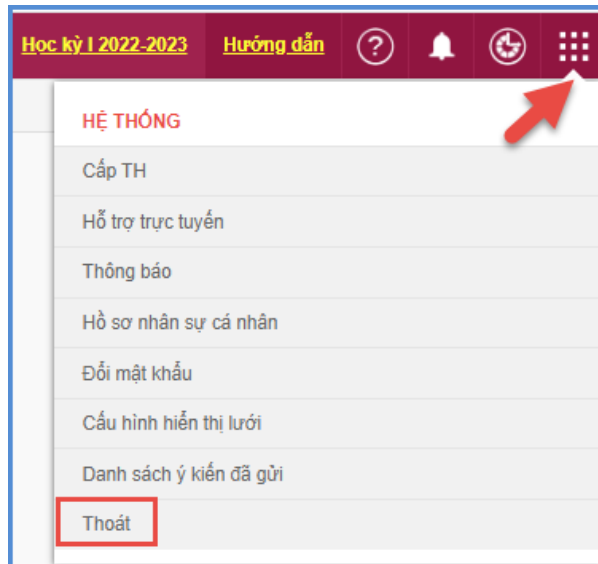 Học kỳ I 2022-2023 Hướng dẫn ?
HỆ THỐNG
Cấp TH
Hỗ trợ trực tuyến
Thông báo
Hồ sơ nhân sự cá nhân
Đổi mật khẩu
Cấu hình hiển thị lưới
Danh sách ý kiến đã gửi
Thoát